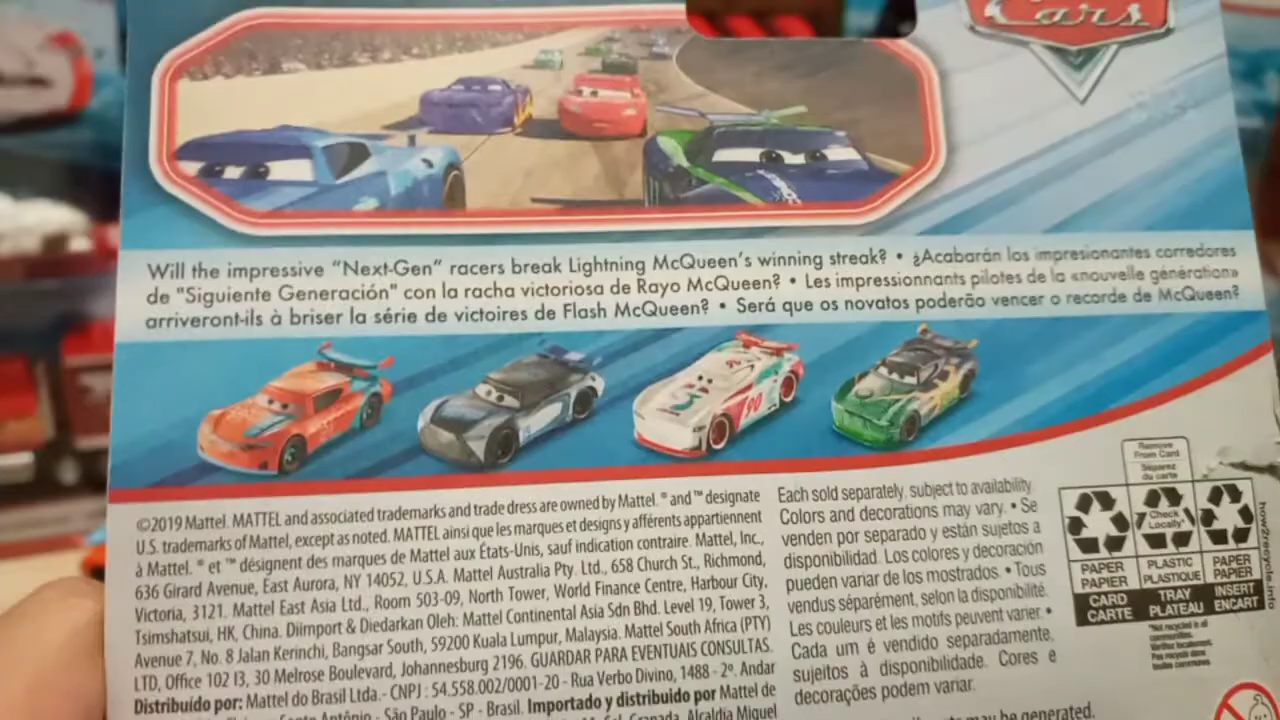 Cars
Will the impressive "Next-Gen" racers break Lightning McQueen's winning streak? • ¿Acabarán los impresionantes corredores
de "Siguiente Generación" con la racha victoriosa de Rayo McQueen? • Les impressionnants pilotes de la «nouvelle génération»
arriveront-ils à briser la série de victoires de Flash McQueen? • Será que os novatos poderão vencer o recorde de McQueen?
©2019 Mattel. MATTEL and associated trademarks and trade dress are owned by Mattel. ® and ™ designate
U.S. trademarks of Mattel, except as noted. MATTEL ainsi que les marques et designs y afférents appartiennent
à Mattel. ® et ™ désignent des marques de Mattel aux États-Unis, sauf indication contraire. Mattel, Inc.,
636 Girard Avenue, East Aurora, NY 14052, U.S.A. Mattel Australia Pty. Ltd., 658 Church St., Richmond,
Victoria, 3121. Mattel East Asia Ltd., Room 503-09, North Tower, World Finance Centre, Harbour City,
Tsimshatsui, HK, China. Diimport & Diedarkan Oleh: Mattel Continental Asia Sdn Bhd. Level 19, Tower 3,
Avenue 7, No. 8 Jalan Kerinchi, Bangsar South, 59200 Kuala Lumpur, Malaysia. Mattel South Africa (PTY)
LTD, Office 102 I3, 30 Melrose Boulevard, Johannesburg 2196. GUARDAR PARA EVENTUAIS CONSULTAS.
Distribuído por: Mattel do Brasil Ltda.- CNPJ : 54.558.002/0001-20 - Rua Verbo Divino, 1488 - 2º. Andar
Santo Antônio - São Paulo - SP - Brasil. Importado y distribuido por Mattel de
Granada, Alcaldía Miguel
Each sold separately, subject to availability.
Colors and decorations may vary. • Se
venden por separado y están sujetos a
disponibilidad. Los colores y decoración
pueden variar de los mostrados. • Tous
vendus séparément, selon la disponibilité.
Les couleurs et les motifs peuvent varier. •
Cada um é vendido separadamente,
sujeitos à disponibilidade. Cores e
decorações podem variar.
may be generated.
Remove
From Card
Séparez
du carte
Check
Locally*
PAPER
PAPIER
PLASTIC
PLASTIQUE
PAPER
PAPIER
CARD
CARTE
TRAY
PLATEAU
INSERT
ENCART
how2recycle.info
*Not recycled in all
communities.